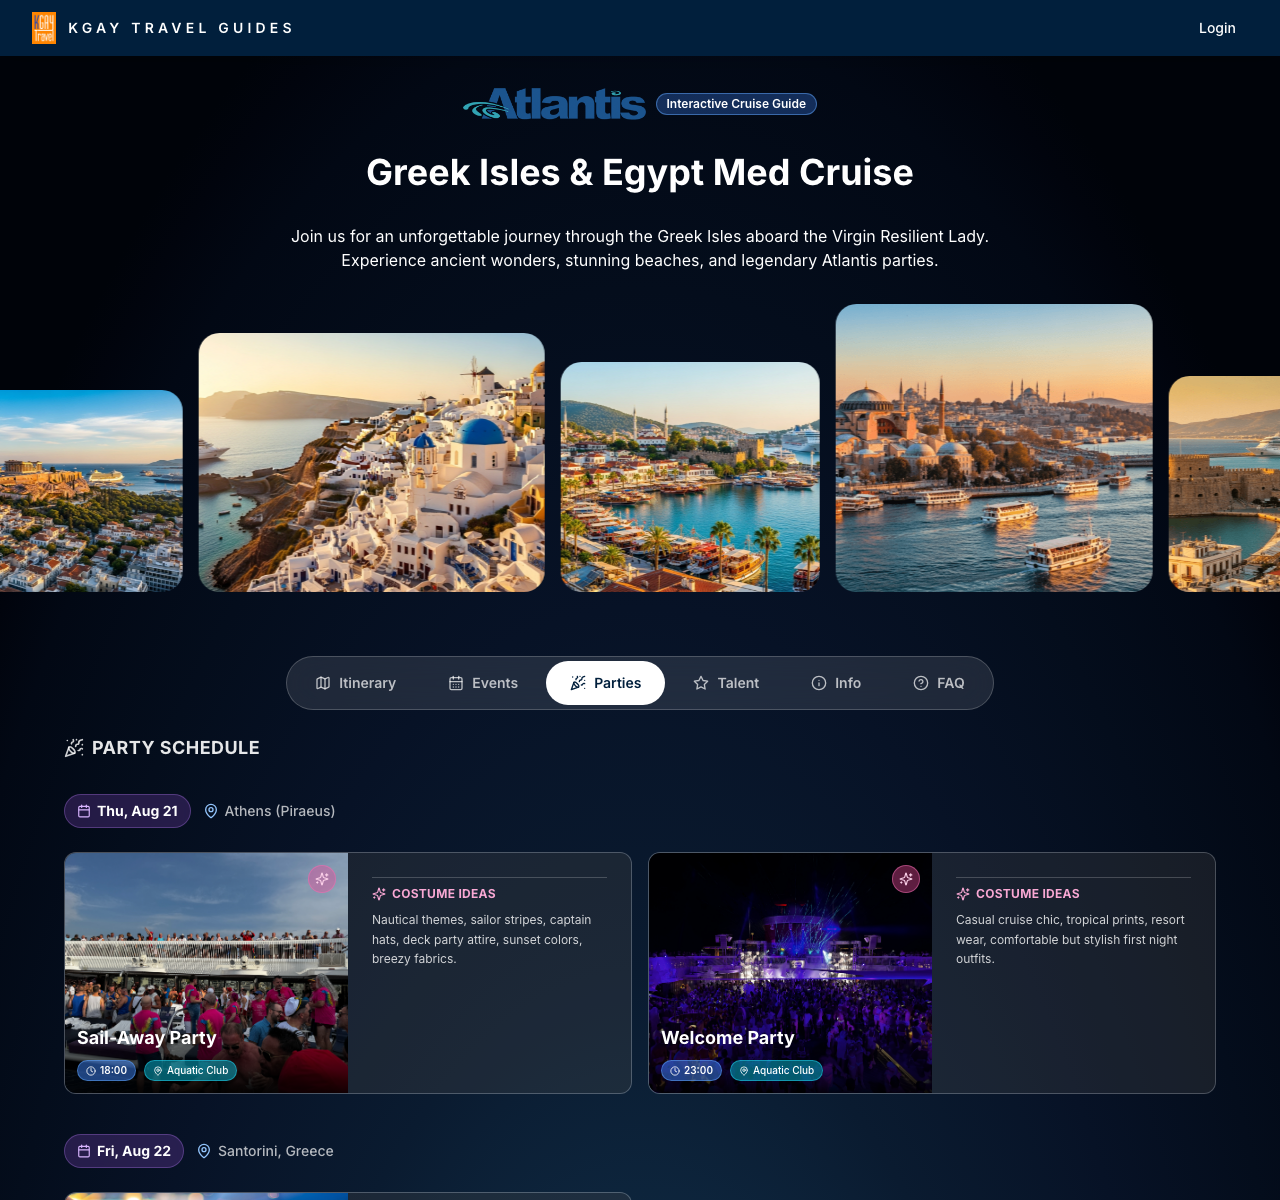 KGAY Travel
KGAY TRAVEL GUIDES
Login
Atlantis
Interactive Cruise Guide
Greek Isles & Egypt Med Cruise
Join us for an unforgettable journey through the Greek Isles aboard the Virgin Resilient Lady.
Experience ancient wonders, stunning beaches, and legendary Atlantis parties.
Itinerary
Events
Parties
Talent
Info
FAQ
PARTY SCHEDULE
Thu, Aug 21
Athens (Piraeus)
Sail-Away Party
18:00
Aquatic Club
COSTUME IDEAS
Nautical themes, sailor stripes, captain
hats, deck party attire, sunset colors,
breezy fabrics.
Welcome Party
23:00
Aquatic Club
COSTUME IDEAS
Casual cruise chic, tropical prints, resort
wear, comfortable but stylish first night
outfits.
Fri, Aug 22
Santorini, Greece